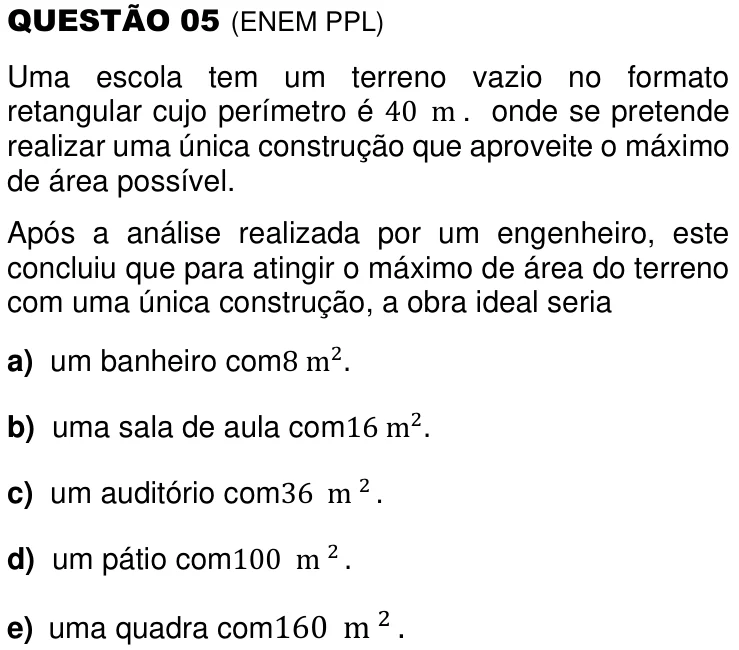 QUESTÃO 05 (ENEM PPL)
Uma escola tem um terreno vazio no formato
retangular cujo perímetro é 40 m . onde se pretende
realizar uma única construção que aproveite o máximo
de área possível.
Após a análise realizada por um engenheiro, este
concluiu que para atingir o máximo de área do terreno
com uma única construção, a obra ideal seria
a) um banheiro com8 m².
b) uma sala de aula com16 m².
c) um auditório com36 m ² .
d) um pátio com100 m ² .
e) uma quadra com160 m ² .